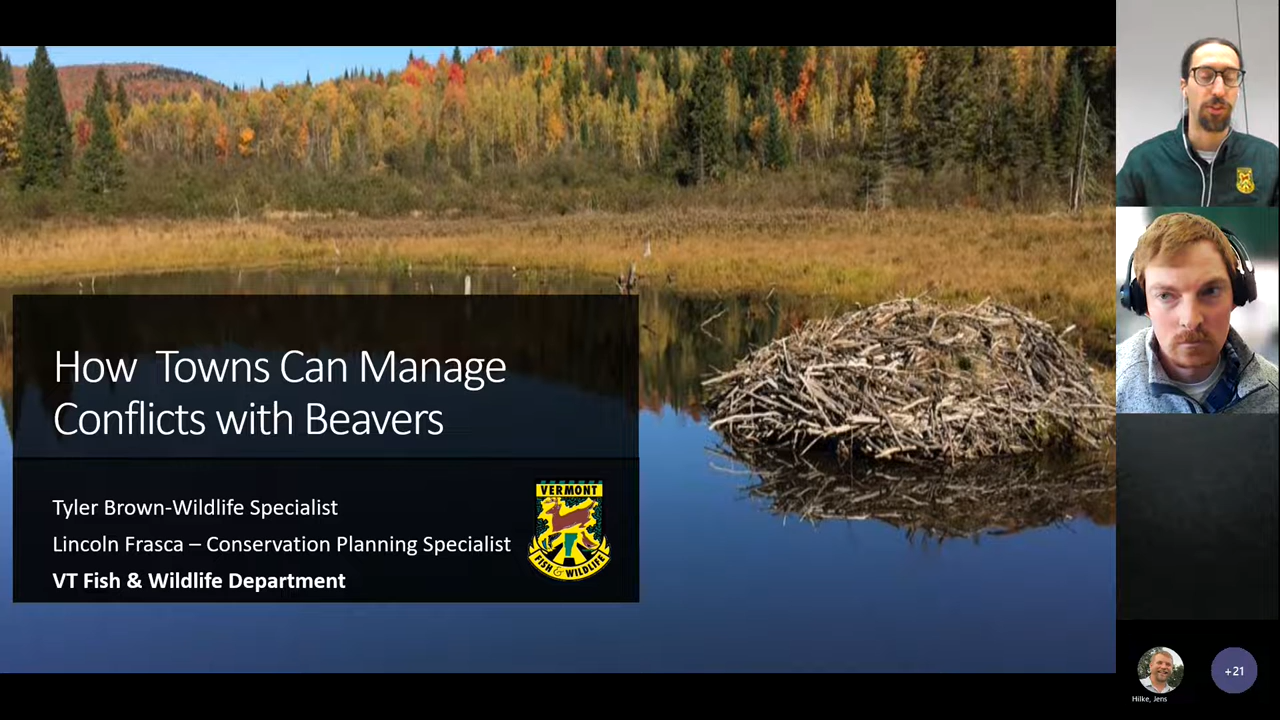 How  Towns Can Manage
Conflicts with Beavers
Tyler Brown-Wildlife Specialist
Lincoln Frasca – Conservation Planning Specialist
VT Fish & Wildlife Department
VERMONT
FISH & WILDLIFE
Hilke, Jens
+21